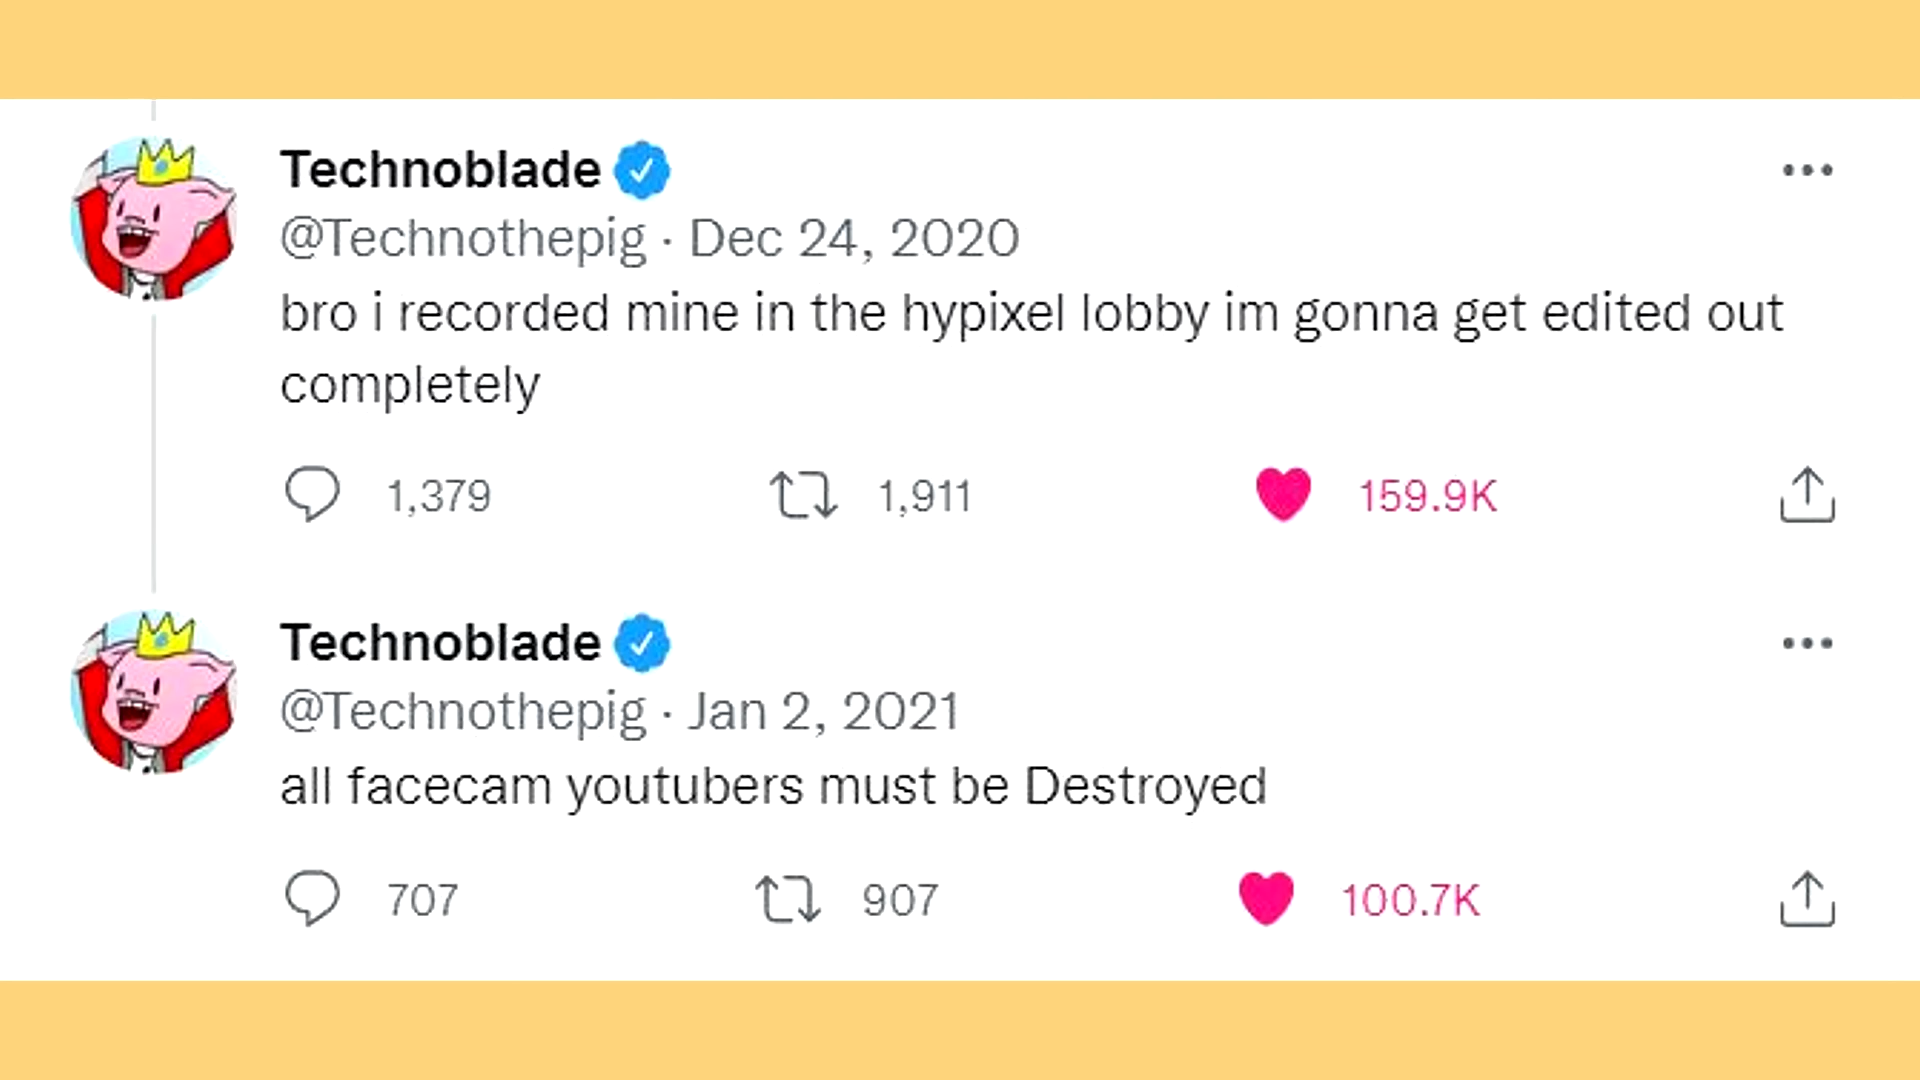 Technoblade
@Technothepig · Dec 24, 2020
bro i recorded mine in the hypixel lobby im gonna get edited out
completely
1,379 1,911 159.9K
Technoblade
@Technothepig · Jan 2, 2021
all facecam youtubers must be Destroyed
707 907 100.7K